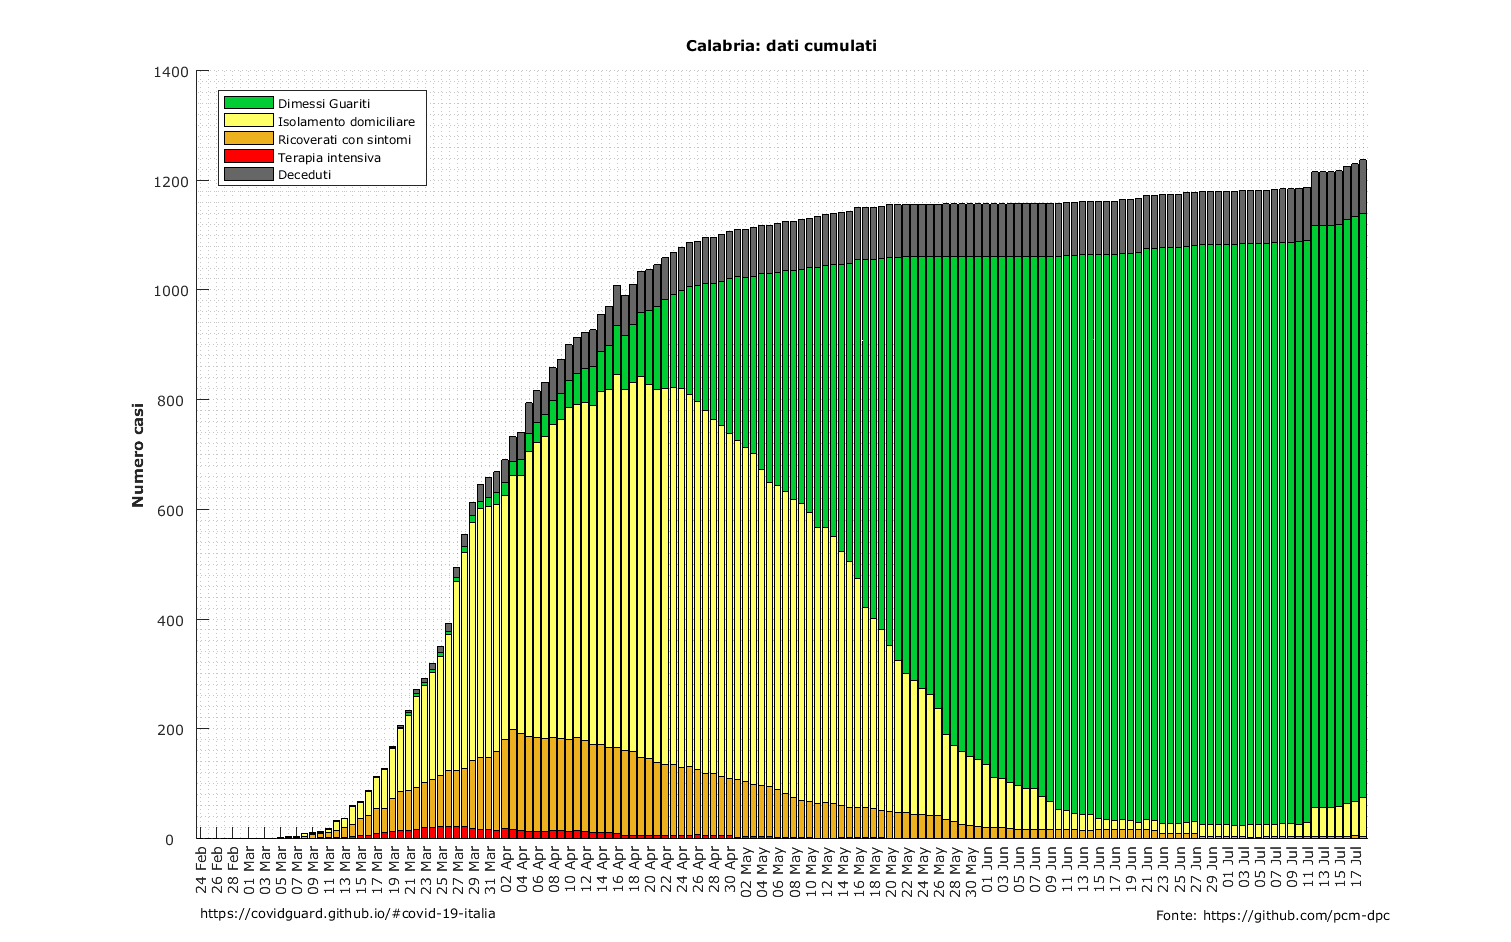 Calabria: dati cumulati
1400
1200
1000
800
600
400
200
0
Numero casi
Dimessi Guariti
Isolamento domiciliare
Ricoverati con sintomi
Terapia intensiva
Deceduti
24 Feb
26 Feb
28 Feb
01 Mar
03 Mar
05 Mar
07 Mar
09 Mar
11 Mar
13 Mar
15 Mar
17 Mar
19 Mar
21 Mar
23 Mar
25 Mar
27 Mar
29 Mar
31 Mar
02 Apr
04 Apr
06 Apr
08 Apr
10 Apr
12 Apr
14 Apr
16 Apr
18 Apr
20 Apr
22 Apr
24 Apr
26 Apr
28 Apr
30 Apr
02 May
04 May
06 May
08 May
10 May
12 May
14 May
16 May
18 May
20 May
22 May
24 May
26 May
28 May
30 May
01 Jun
03 Jun
05 Jun
07 Jun
09 Jun
11 Jun
13 Jun
15 Jun
17 Jun
19 Jun
21 Jun
23 Jun
25 Jun
27 Jun
29 Jun
01 Jul
03 Jul
05 Jul
07 Jul
09 Jul
11 Jul
13 Jul
15 Jul
17 Jul
https://covidguard.github.io/#covid-19-italia
Fonte: https://github.com/pcm-dpc